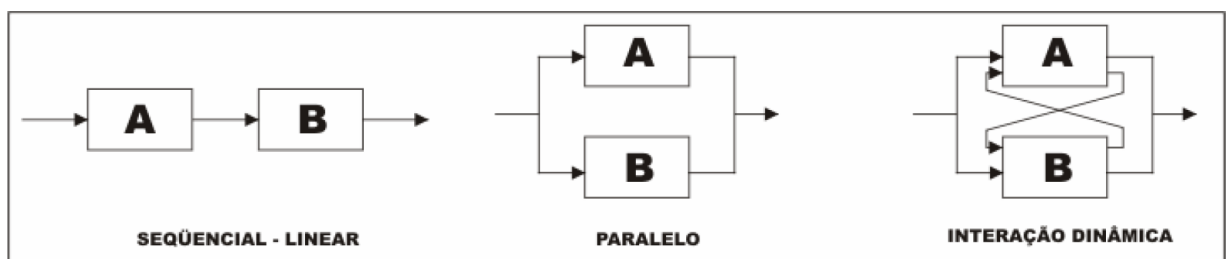 A
B
A
B
A
B
SEQÜENCIAL - LINEAR
PARALELO
INTERAÇÃO DINÂMICA